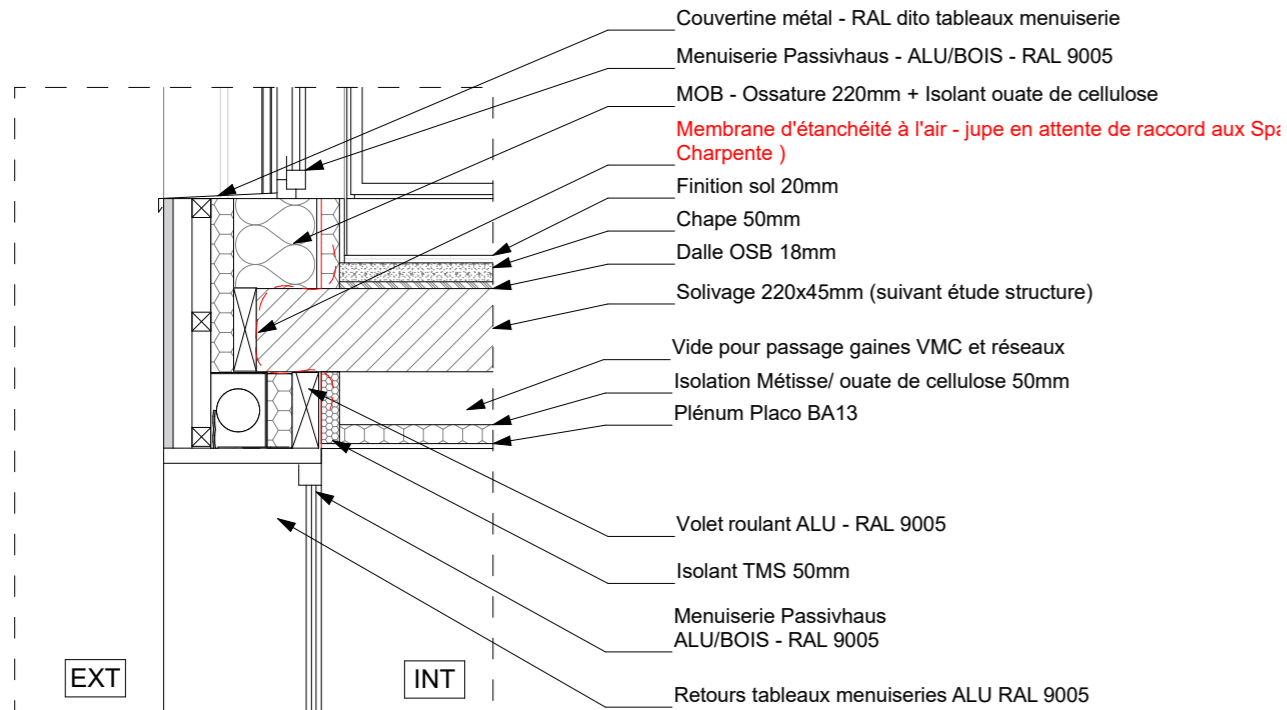 Couvertine métal - RAL dito tableaux menuiserie
Menuiserie Passivhaus - ALU/BOIS - RAL 9005
MOB - Ossature 220mm + Isolant ouate de cellulose
Membrane d'étanchéité à l'air - jupe en attente de raccord aux
Charpente )
Finition sol 20mm
Chape 50mm
Dalle OSB 18mm
Solivage 220x45mm (suivant étude structure)
Vide pour passage gaines VMC et réseaux
Isolation Métisse/ ouate de cellulose 50mm
Plénum Placo BA13
Volet roulant ALU - RAL 9005
Isolant TMS 50mm
Menuiserie Passivhaus
ALU/BOIS - RAL 9005
Retours tableaux menuiseries ALU RAL 9005
EXT
INT